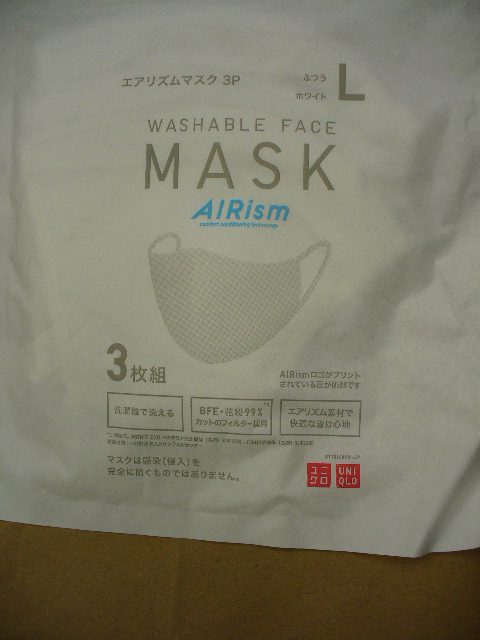 エアリズムマスク 3P
ふつう
ホワイト
L
WASHABLE FACE
MASK
AIRism
comfort conditioning technology
3枚組
AIRismロゴがプリント
されている面が肌側です
洗濯機で洗える
BFE・花粉99%
カットのフィルター採用
エアリズム素材で
快適な着け心地
マスクは感染(侵入)を
完全に防ぐものではありません。
ユニクロ
UNIQLO